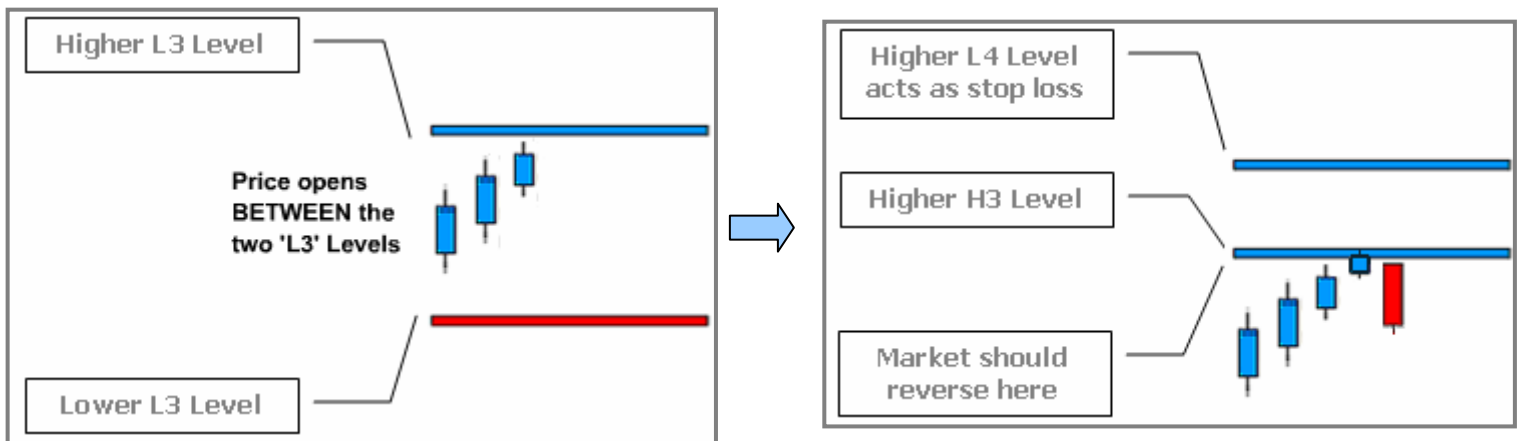 Higher L3 Level
Price opens
BETWEEN the
two 'L3' Levels
Lower L3 Level
Higher L4 Level
acts as stop loss
Higher H3 Level
Market should
reverse here